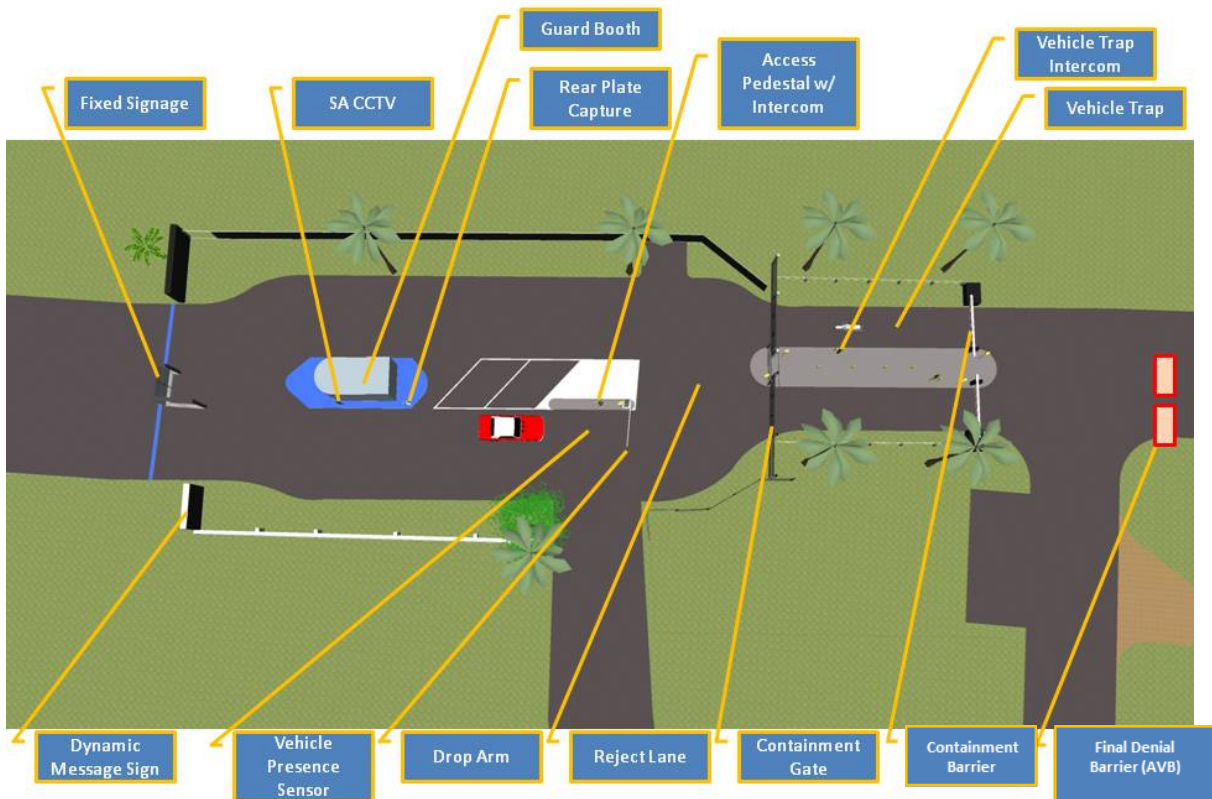 Guard Booth
Fixed Signage
SA CCTV
Rear Plate
Capture
Access
Pedestal w/
Intercom
Vehicle Trap
Intercom
Vehicle Trap
Dynamic
Message Sign
Vehicle
Presence
Sensor
Drop Arm
Reject Lane
Containment
Gate
Containment
Barrier
Final Denial
Barrier (AVB)